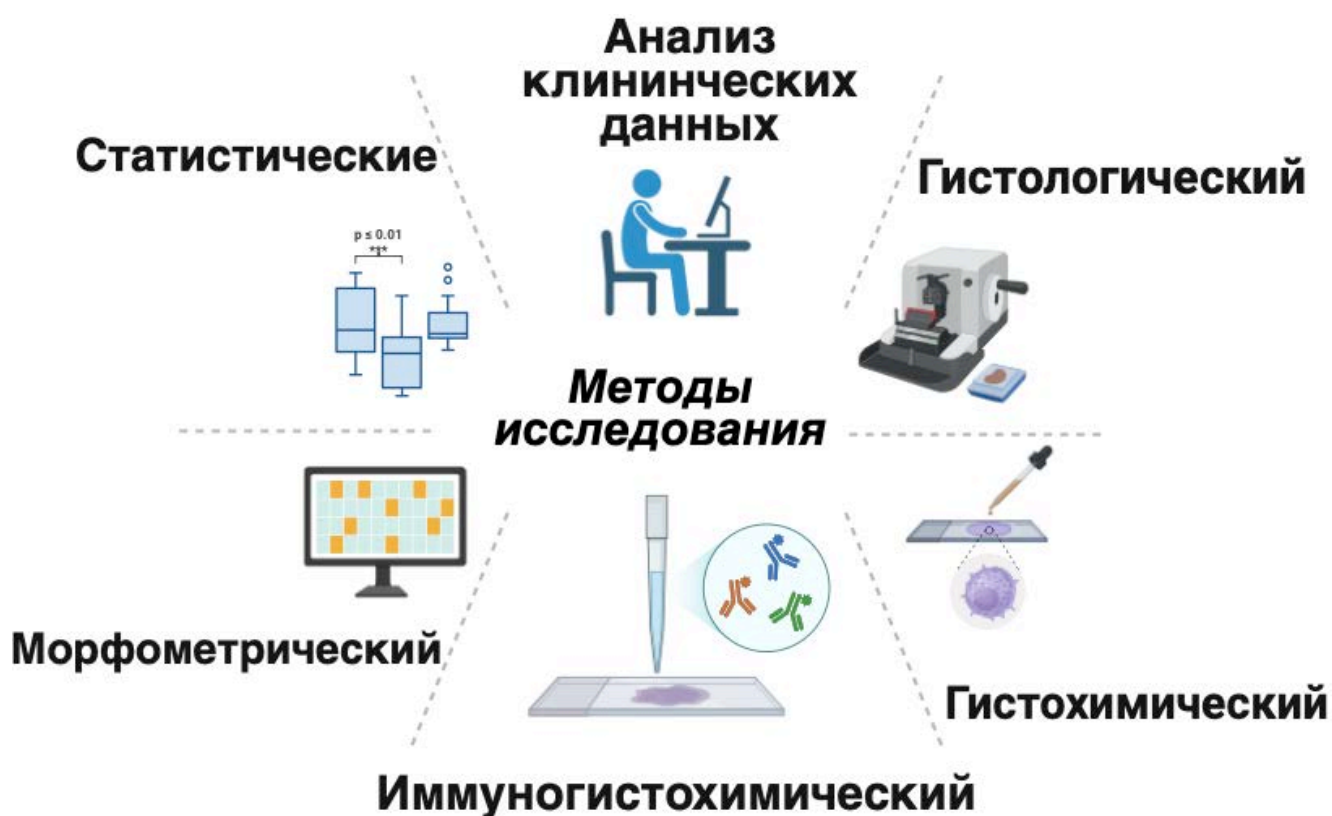 Анализ
клининческих
данных
Статистические
Гистологический
p ≤ 0.01
***
Методы
исследования
Морфометрический
Гистохимический
Иммуногистохимический